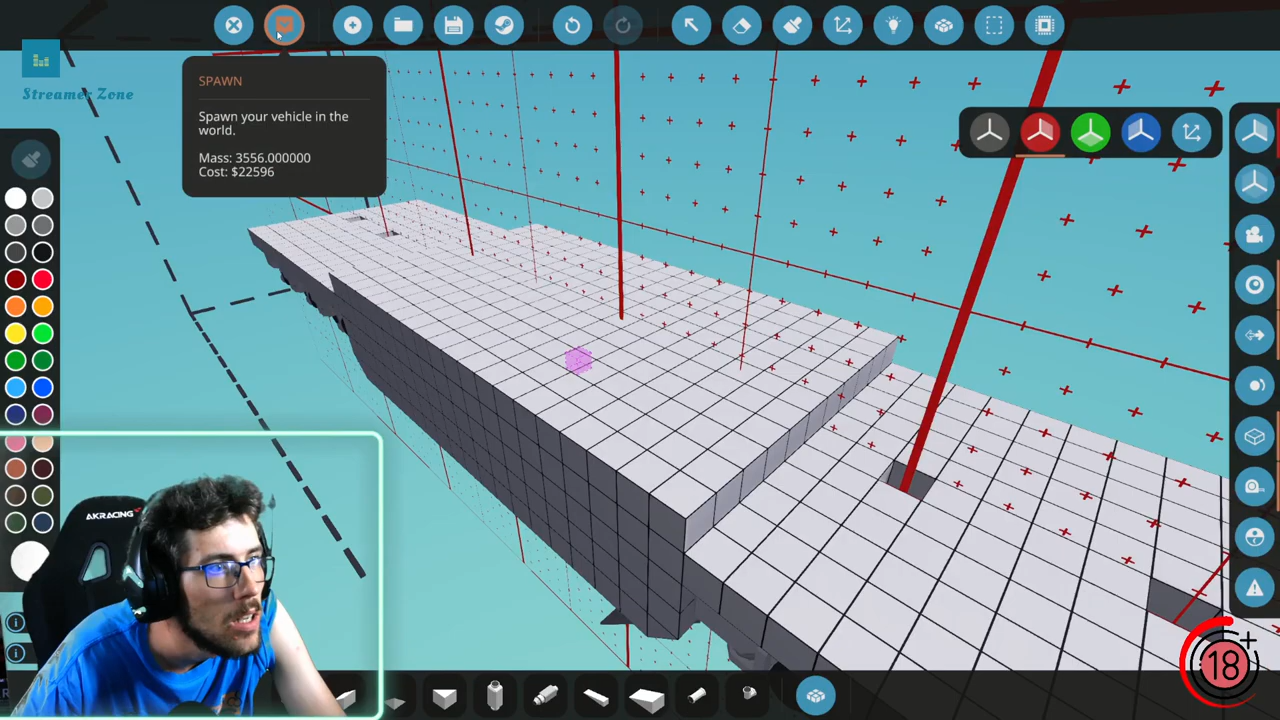 Streamer Zone
SPAWN
Spawn your vehicle in the
world.
Mass: 3556.000000
Cost: $22596
AKRACING
18+